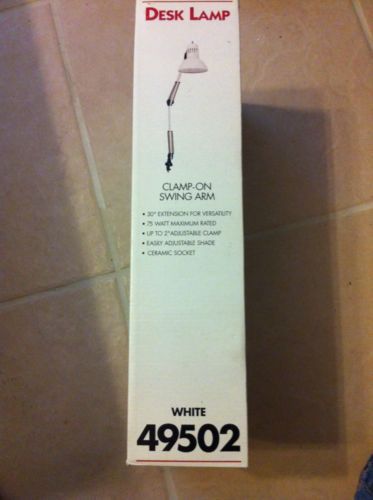 DESK LAMP
CLAMP-ON
SWING ARM
• 30" EXTENSION FOR VERSATILITY
• 75 WATT MAXIMUM RATED
• UP TO 2" ADJUSTABLE CLAMP
• EASILY ADJUSTABLE SHADE
• CERAMIC SOCKET
WHITE
49502